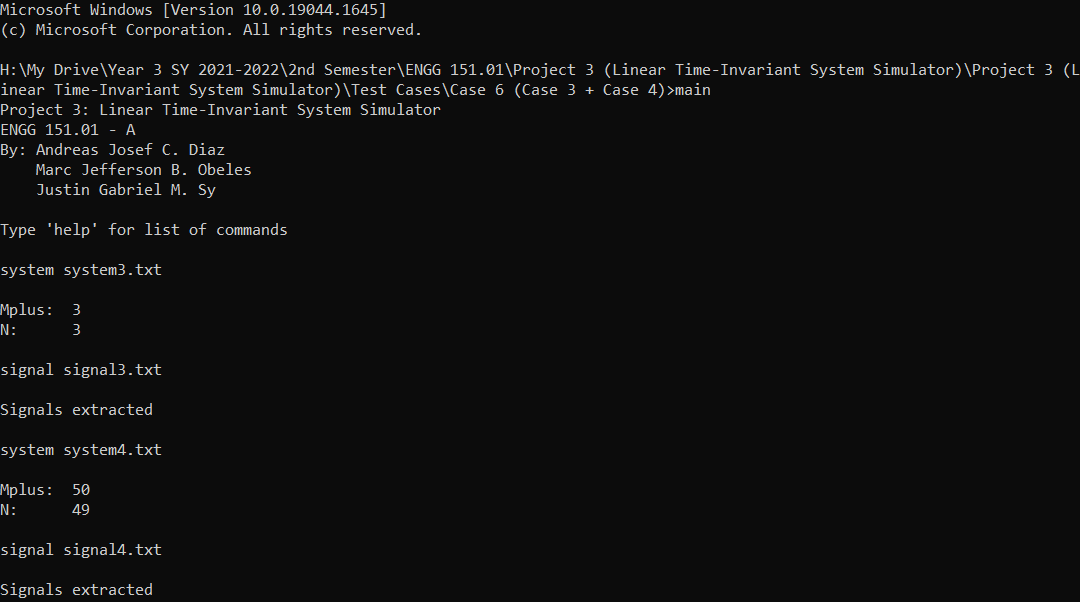 Microsoft Windows [Version 10.0.19044.1645]
(c) Microsoft Corporation. All rights reserved.
H:\My Drive\Year 3 SY 2021-2022\2nd Semester\ENGG 151.01\Project 3 (Linear Time-Invariant System Simulator)\Project 3 (L
inear Time-Invariant System Simulator)\Test Cases\Case 6 (Case 3 + Case 4)>main
Project 3: Linear Time-Invariant System Simulator
ENGG 151.01 - A
By: Andreas Josef C. Diaz
    Marc Jefferson B. Obeles
    Justin Gabriel M. Sy
Type 'help' for list of commands
system system3.txt
Mplus:  3
N:      3
signal signal3.txt
Signals extracted
system system4.txt
Mplus:  50
N:      49
signal signal4.txt
Signals extracted